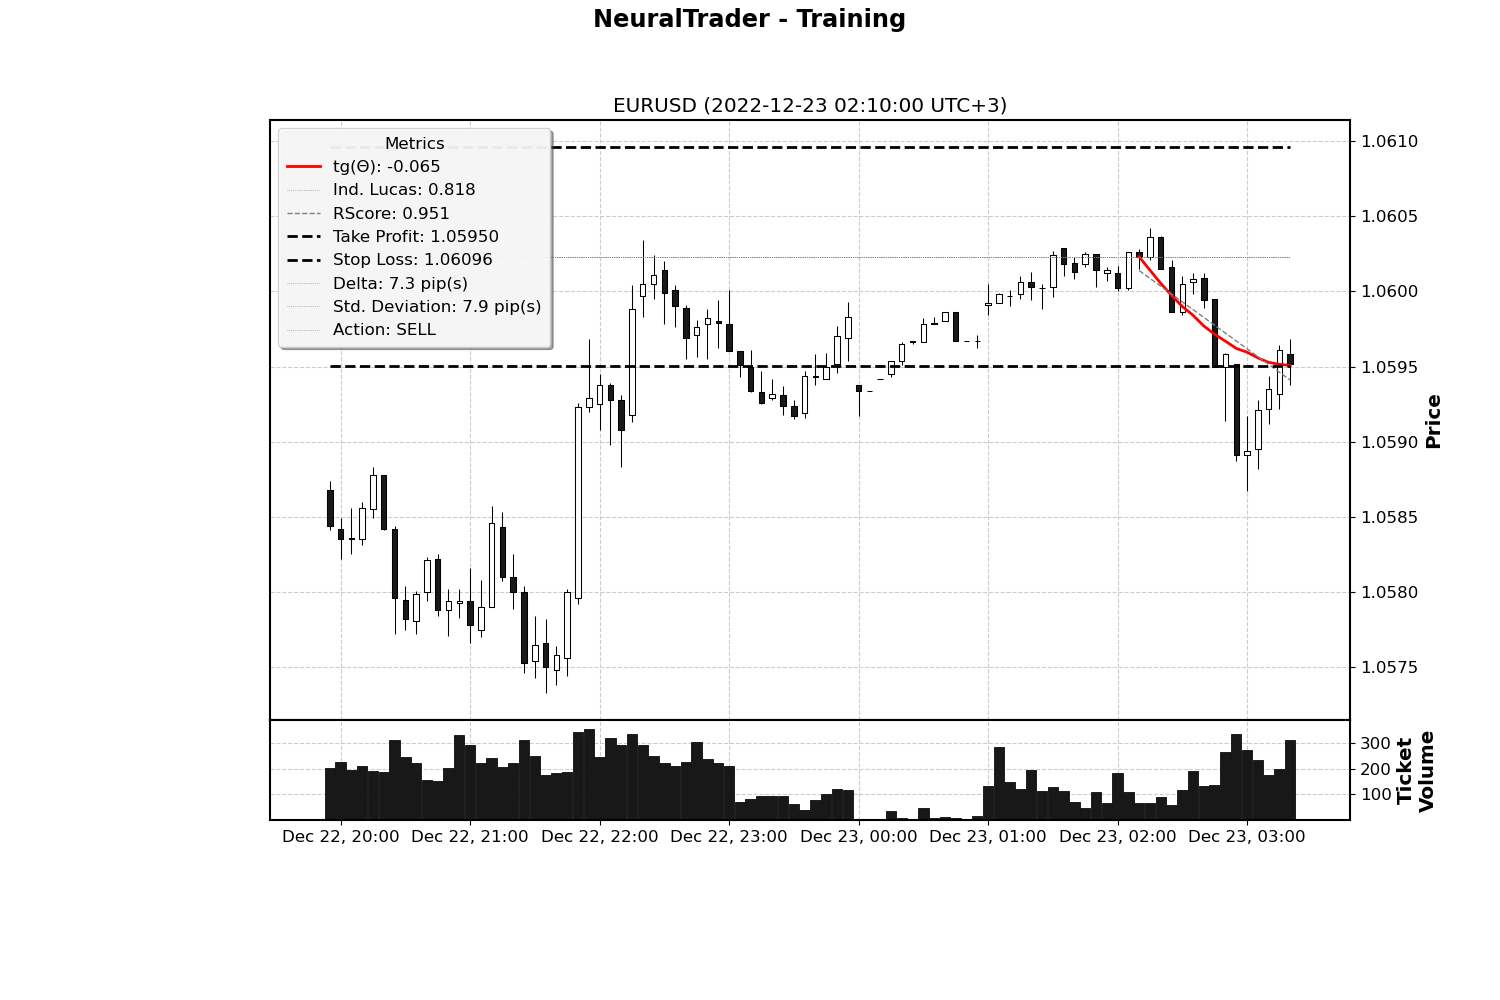 NeuralTrader - Training
EURUSD (2022-12-23 02:10:00 UTC+3)
Metrics
tg(Θ): -0.065
Ind. Lucas: 0.818
RScore: 0.951
Take Profit: 1.05950
Stop Loss: 1.06096
Delta: 7.3 pip(s)
Std. Deviation: 7.9 pip(s)
Action: SELL
1.0610
1.0605
1.0600
1.0595
1.0590
1.0585
1.0580
1.0575
Price
300
200
100
Ticket
Volume
Dec 22, 20:00 Dec 22, 21:00 Dec 22, 22:00 Dec 22, 23:00 Dec 23, 00:00 Dec 23, 01:00 Dec 23, 02:00 Dec 23, 03:00